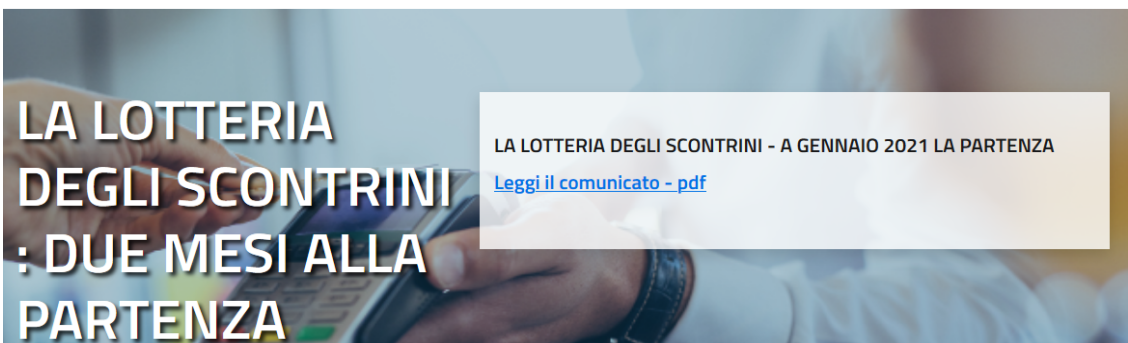 LA LOTTERIA
DEGLI SCONTRINI
: DUE MESI ALLA
PARTENZA
LA LOTTERIA DEGLI SCONTRINI - A GENNAIO 2021 LA PARTENZA
Leggi il comunicato - pdf